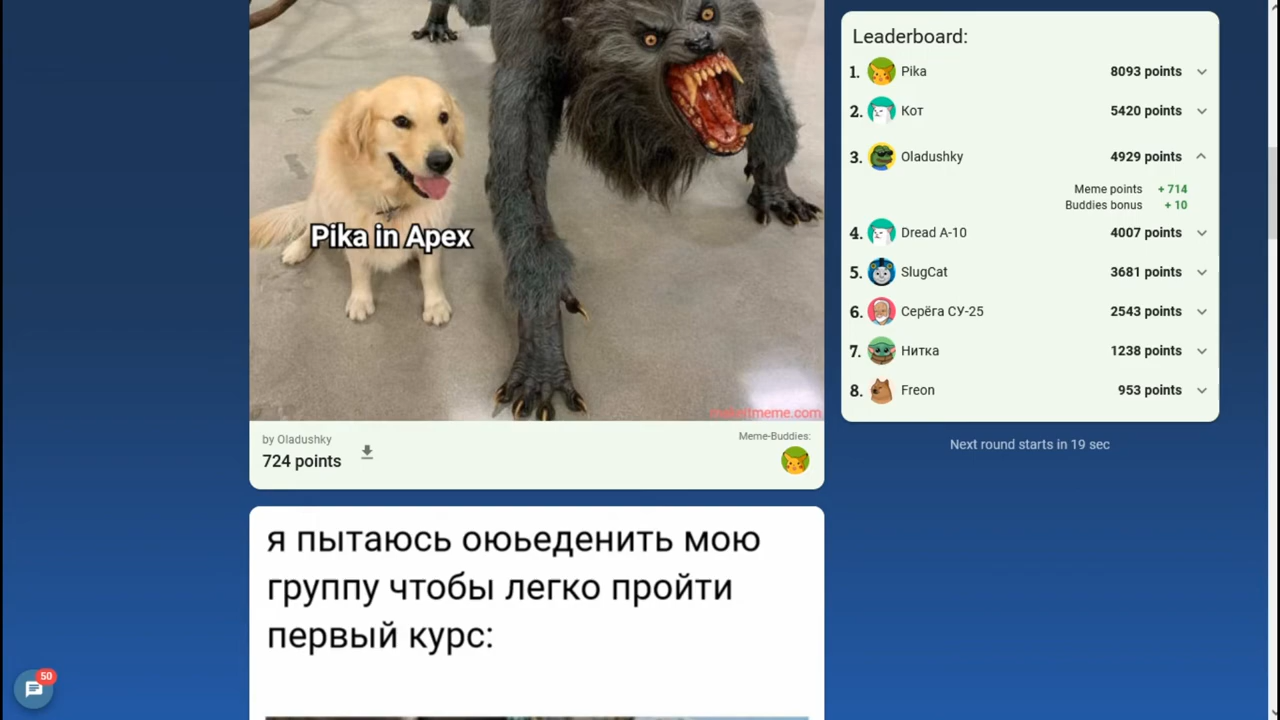 Pika in Apex
makeitmeme.com
by Oladushky
724 points
Meme-Buddies:
я пытаюсь оюьеденить мою
группу чтобы легко пройти
первый курс:
50
Leaderboard:
1. Pika 8093 points
2. Кот 5420 points
3. Oladushky 4929 points
Meme points + 714
Buddies bonus + 10
4. Dread A-10 4007 points
5. SlugCat 3681 points
6. Серёга СУ-25 2543 points
7. Нитка 1238 points
8. Freon 953 points
Next round starts in 19 sec